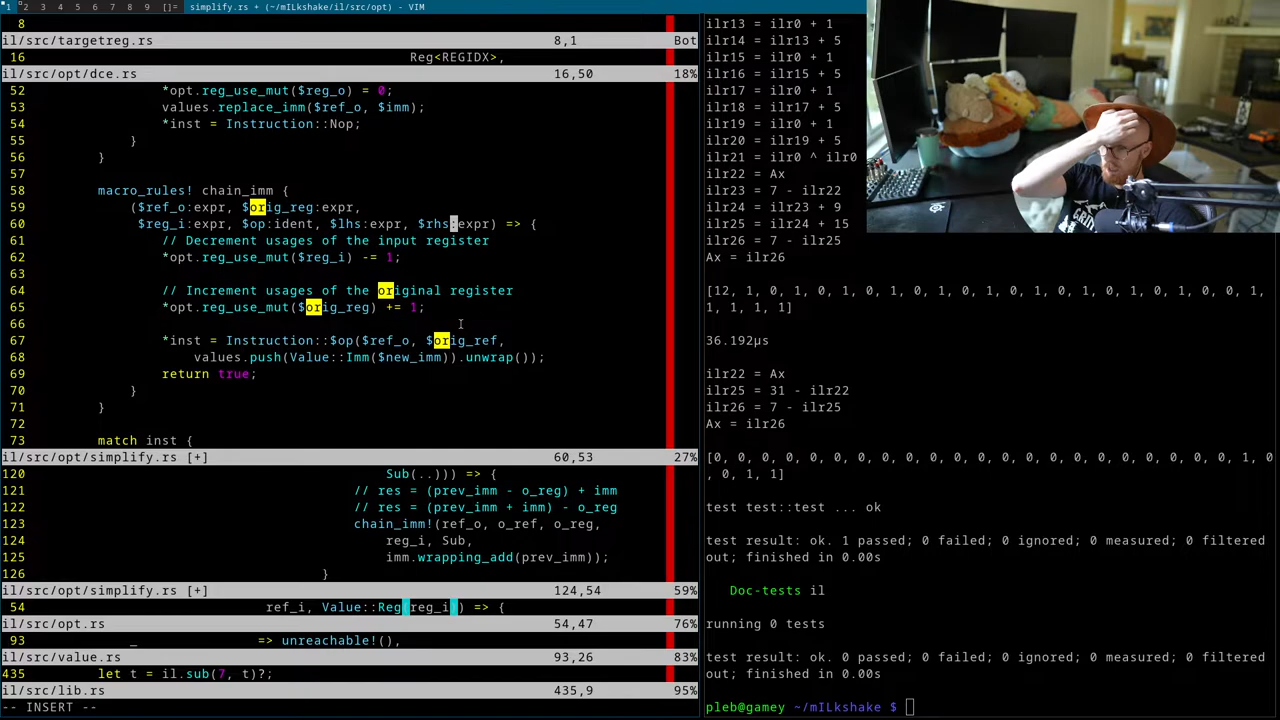 1 2 3 4 5 6 7 8 9 []= simplify.rs + (~/mILkshake/il/src/opt) - VIM
8
il/src/targetreg.rs 8,1 Bot
16 Reg<REGIDX>,
il/src/opt/dce.rs 16,50 18%
52 *opt.reg_use_mut($reg_o) = 0;
53 values.replace_imm($ref_o, $imm);
54 *inst = Instruction::Nop;
55 }
56 }
57
58 macro_rules! chain_imm {
59 ($ref_o:expr, $orig_reg:expr,
60 $reg_i:expr, $op:ident, $lhs:expr, $rhs:expr) => {
61 // Decrement usages of the input register
62 *opt.reg_use_mut($reg_i) -= 1;
63
64 // Increment usages of the original register
65 *opt.reg_use_mut($orig_reg) += 1;
66
67 *inst = Instruction::$op($ref_o, $orig_ref,
68 values.push(Value::Imm($new_imm)).unwrap());
69 return true;
70 }
71 }
72
73 match inst {
il/src/opt/simplify.rs [+] 60,53 27%
120 Sub(..))) => {
121 // res = (prev_imm - o_reg) + imm
122 // res = (prev_imm + imm) - o_reg
123 chain_imm!(ref_o, o_ref, o_reg,
124 reg_i, Sub,
125 imm.wrapping_add(prev_imm));
126 }
il/src/opt/simplify.rs [+] 124,54 59%
54 ref_i, Value::Reg(reg_i)) => {
il/src/opt.rs 54,47 76%
93 _ => unreachable!(),
il/src/value.rs 93,26 83%
435 let t = il.sub(7, t)?;
il/src/lib.rs 435,9 95%
-- INSERT --
ilr13 = ilr0 + 1
ilr14 = ilr13 + 5
ilr15 = ilr0 + 1
ilr16 = ilr15 + 5
ilr17 = ilr0 + 1
ilr18 = ilr17 + 5
ilr19 = ilr0 + 1
ilr20 = ilr19 + 5
ilr21 = ilr0 ^ ilr0
ilr22 = Ax
ilr23 = 7 - ilr22
ilr24 = ilr23 + 9
ilr25 = ilr24 + 15
ilr26 = 7 - ilr25
Ax = ilr26
[12, 1, 0, 1, 0, 1, 0, 1, 0, 1, 0, 1, 0, 1, 0, 1, 0, 1, 0, 1, 0, 0, 1,
1, 1, 1, 1]
36.192µs
ilr22 = Ax
ilr25 = 31 - ilr22
ilr26 = 7 - ilr25
Ax = ilr26
[0, 0, 0, 0, 0, 0, 0, 0, 0, 0, 0, 0, 0, 0, 0, 0, 0, 0, 0, 0, 0, 0, 1, 0
, 0, 1, 1]
test test::test ... ok
test result: ok. 1 passed; 0 failed; 0 ignored; 0 measured; 0 filtered
out; finished in 0.00s
Doc-tests il
running 0 tests
test result: ok. 0 passed; 0 failed; 0 ignored; 0 measured; 0 filtered
out; finished in 0.00s
pleb@gamey ~/mILkshake $